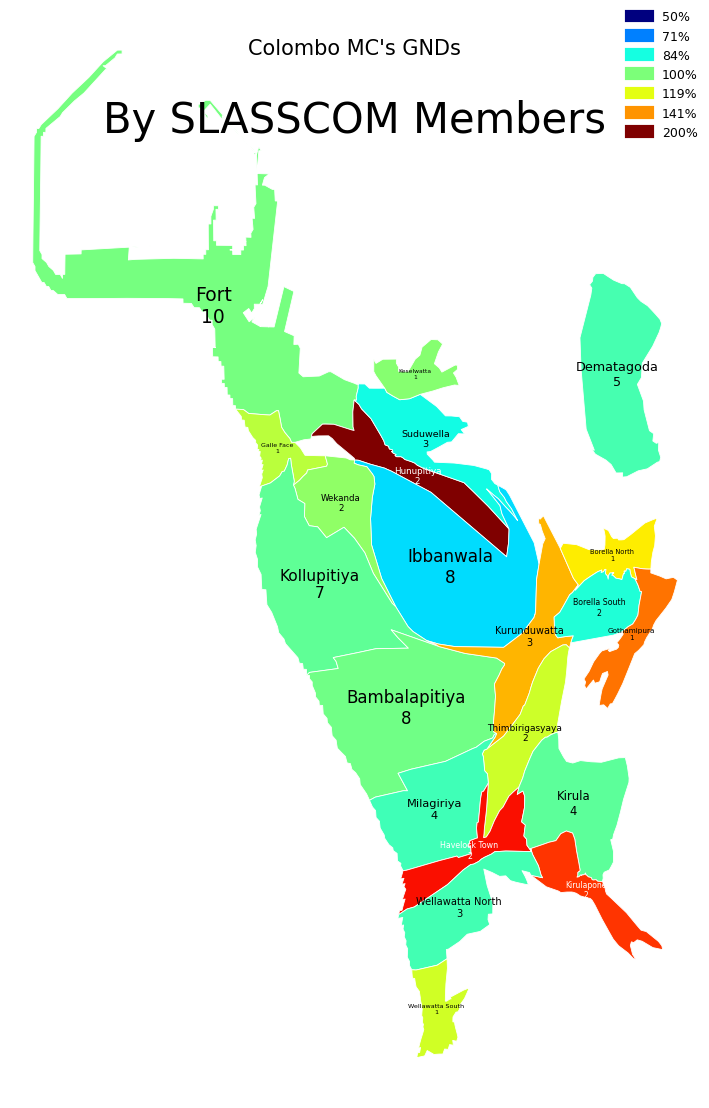 Colombo MC's GNDs
By SLASSCOM Members
50%
71%
84%
100%
119%
141%
200%
Fort
10
Keselwatta
1
Dematagoda
5
Suduwella
3
Galle Face
1
Hunupitiya
2
Wekanda
2
Ibbanwala
8
Borella North
1
Kollupitiya
7
Borella South
2
Kurunduwatta
3
Gothamipura
1
Bambalapitiya
8
Thimbirigasyaya
2
Milagiriya
4
Kirula
4
Havelock Town
2
Kirulapone
2
Wellawatta North
3
Wellawatta South
1